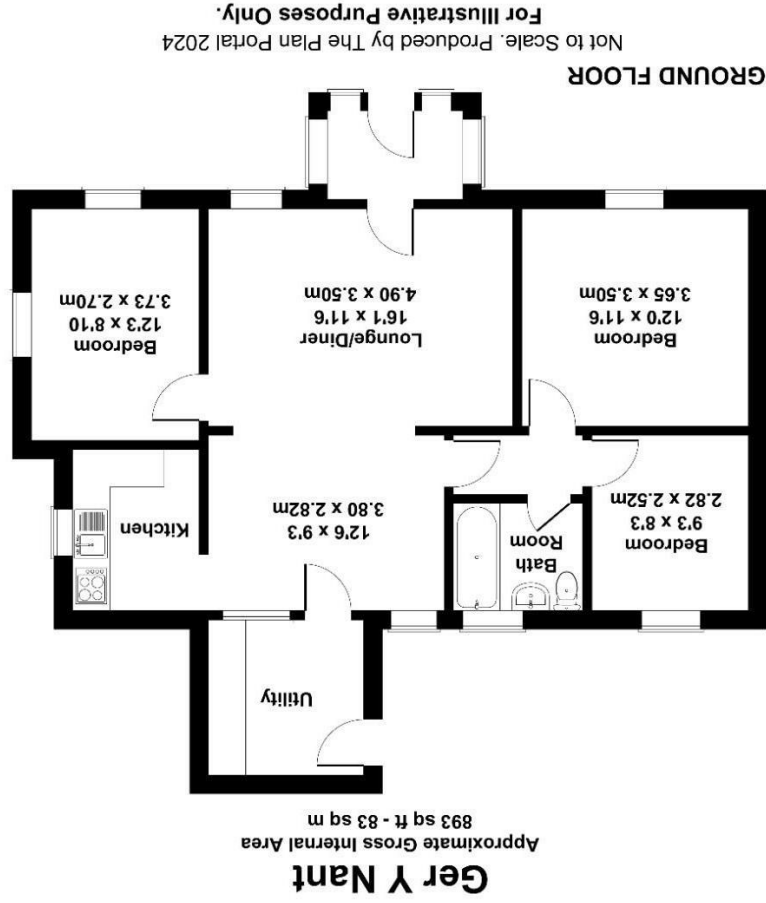 Ger Y Nant
Approximate Gross Internal Area
893 sq ft - 83 sq m
Utility
Bath
Room
Bedroom
9'3 x 8'3
2.82 x 2.52m
12'6 x 9'3
3.80 x 2.82m
Kitchen
Bedroom
12'0 x 11'6
3.65 x 3.50m
Lounge/Diner
16'1 x 11'6
4.90 x 3.50m
Bedroom
12'3 x 8'10
3.73 x 2.70m
GROUND FLOOR
Not to Scale. Produced by The Plan Portal 2024
For Illustrative Purposes Only.